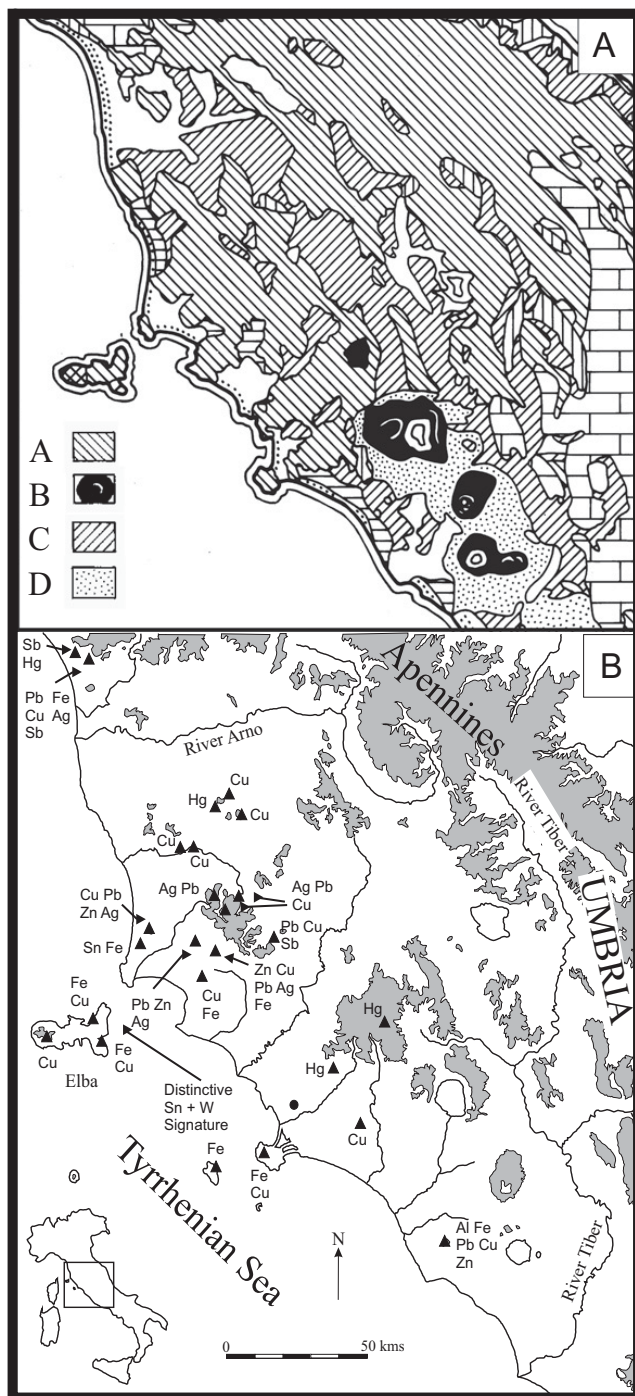 A
A
B
C
D
B
Sb
Hg
Pb Fe
Cu Ag
Sb
River Arno
Apennines
River Tiber
UMBRIA
Cu
Hg
Cu
Cu
Cu
Ag Pb
Ag Pb
Cu
Cu Pb
Zn Ag
Pb Cu
Sb
Sn Fe
Zn Cu
Pb Ag
Fe
Fe
Cu
Pb Zn
Ag
Cu
Fe
Hg
Cu
Fe
Cu
Elba
Hg
Distinctive
Sn + W
Signature
Cu
Fe
Fe
Cu
Tyrrhenian Sea
N
Al Fe
Pb Cu
Zn
River Tiber
0 50 kms